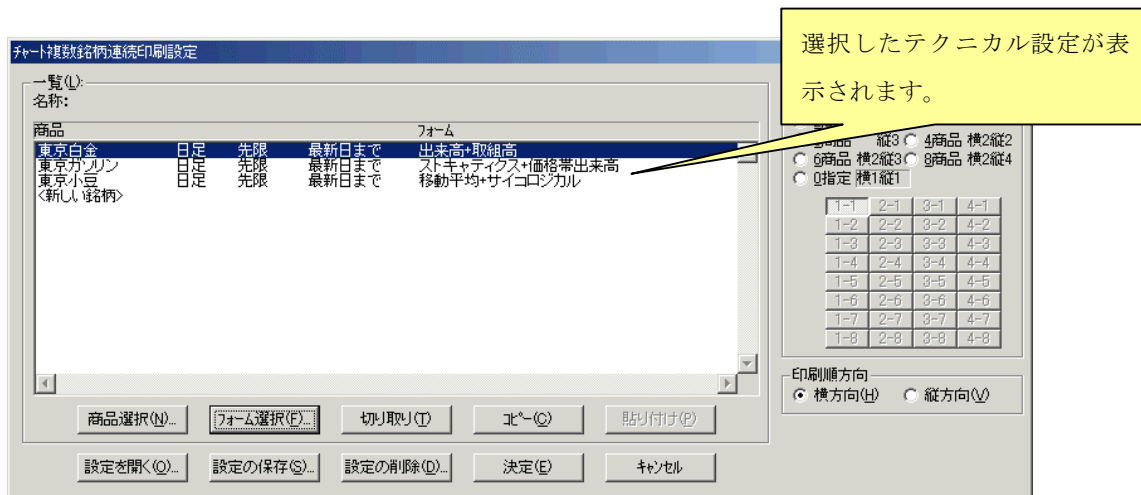 選択したテクニカル設定が表
示されます。
チャート複数銘柄連続印刷設定
一覧(L):
名称:
商品 フォーム
東京白金 日足 先限 最新日まで 出来高+取組高
東京ガソリン 日足 先限 最新日まで ストキャティクス+価格帯出来高
東京小豆 日足 先限 最新日まで 移動平均+サイコロジカル
<新しい銘柄>
商品選択(N)... フォーム選択(F)... 切り取り(T) コピー(C) 貼り付け(P)
設定を開く(O)... 設定の保存(S)... 設定の削除(D)... 決定(E) キャンセル
縦3 4商品 横2縦2
6商品 横2縦3 8商品 横2縦4
0指定 横1縦1
1-1 2-1 3-1 4-1
1-2 2-2 3-2 4-2
1-3 2-3 3-3 4-3
1-4 2-4 3-4 4-4
1-5 2-5 3-5 4-5
1-6 2-6 3-6 4-6
1-7 2-7 3-7 4-7
1-8 2-8 3-8 4-8
印刷順方向
横方向(H) 縦方向(V)